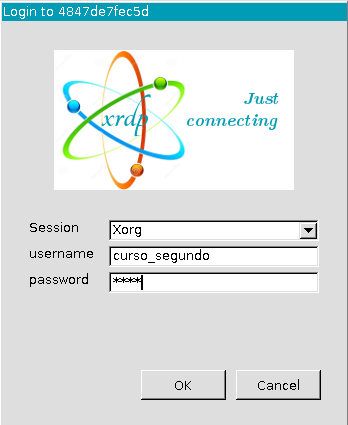 Login to 4847de7fec5d
xrdp
Just
connecting
Session
Xorg
username
curso_segundo
password
****
OK
Cancel